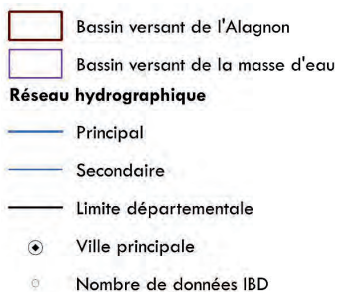 Bassin versant de l'Alagnon
Bassin versant de la masse d'eau
Réseau hydrographique
Principal
Secondaire
Limite départementale
Ville principale
Nombre de données IBD